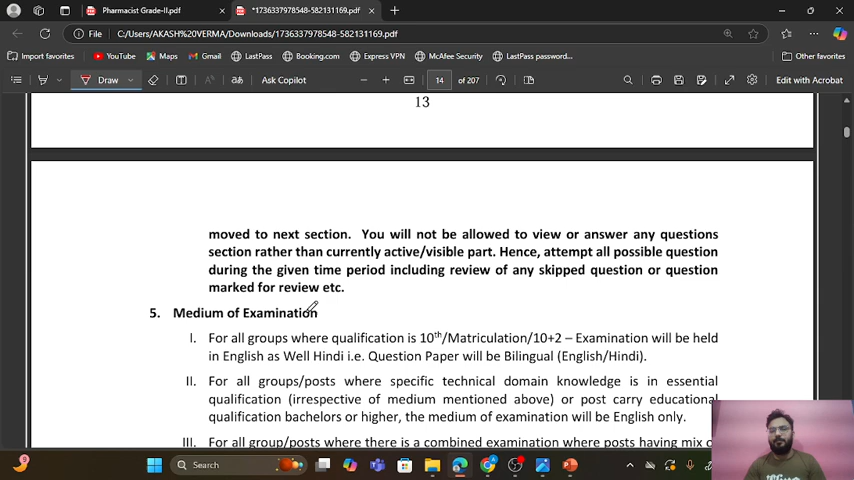 Pharmacist Grade-II.pdf
*1736337978548-582131169.pdf
File
C:/Users/AKASH%20VERMA/Downloads/1736337978548-582131169.pdf
Import favorites
YouTube
Maps
Gmail
LastPass
Booking.com
Express VPN
McAfee Security
LastPass password...
Other favorites
Draw
Ask Copilot
14 of 207
Edit with Acrobat
13
moved to next section. You will not be allowed to view or answer any questions
section rather than currently active/visible part. Hence, attempt all possible question
during the given time period including review of any skipped question or question
marked for review etc.
5. Medium of Examination
I. For all groups where qualification is 10th/Matriculation/10+2 – Examination will be held
in English as Well Hindi i.e. Question Paper will be Bilingual (English/Hindi).
II. For all groups/posts where specific technical domain knowledge is in essential
qualification (irrespective of medium mentioned above) or post carry educational
qualification bachelors or higher, the medium of examination will be English only.
III. For all group/posts where there is a combined examination where posts having mix
Search